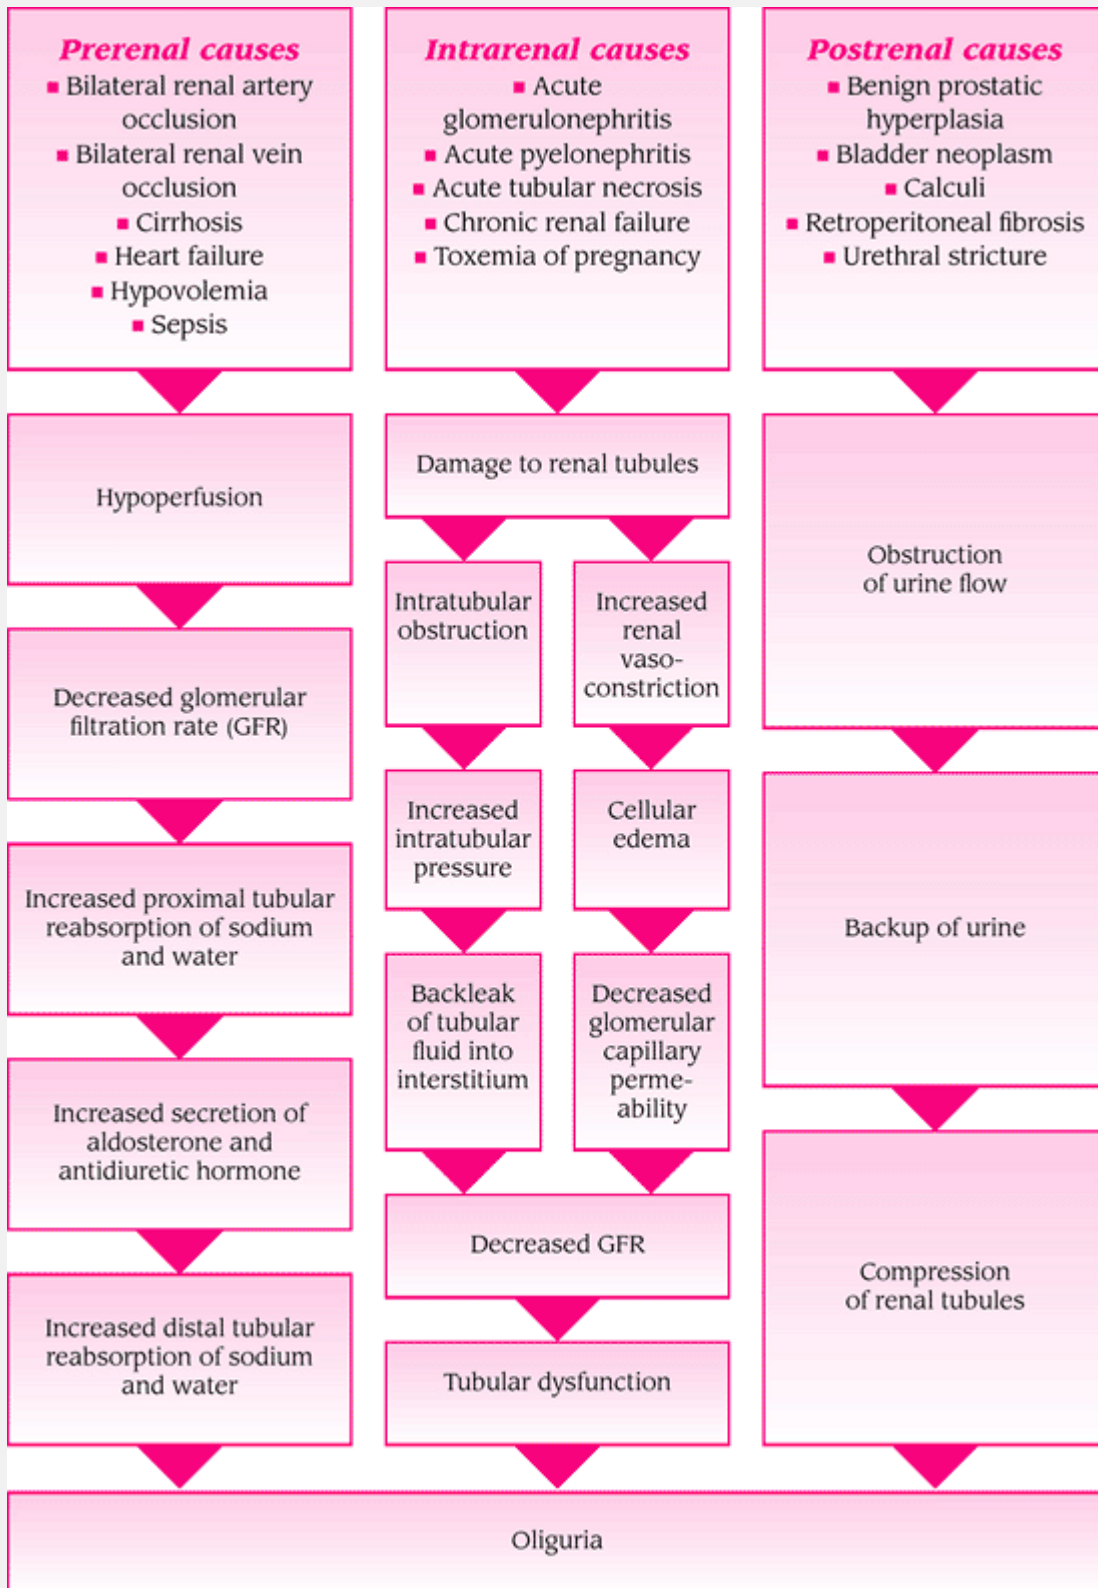 Prerenal causes
▪ Bilateral renal artery
occlusion
▪ Bilateral renal vein
occlusion
▪ Cirrhosis
▪ Heart failure
▪ Hypovolemia
▪ Sepsis
Hypoperfusion
Decreased glomerular
filtration rate (GFR)
Increased proximal tubular
reabsorption of sodium
and water
Increased secretion of
aldosterone and
antidiuretic hormone
Increased distal tubular
reabsorption of sodium
and water
Intrarenal causes
▪ Acute
glomerulonephritis
▪ Acute pyelonephritis
▪ Acute tubular necrosis
▪ Chronic renal failure
▪ Toxemia of pregnancy
Damage to renal tubules
Intratubular
obstruction
Increased
intratubular
pressure
Backleak
of tubular
fluid into
interstitium
Increased
renal
vaso-
constriction
Cellular
edema
Decreased
glomerular
capillary
perme-
ability
Decreased GFR
Tubular dysfunction
Postrenal causes
▪ Benign prostatic
hyperplasia
▪ Bladder neoplasm
▪ Calculi
▪ Retroperitoneal fibrosis
▪ Urethral stricture
Obstruction
of urine flow
Backup of urine
Compression
of renal tubules
Oliguria